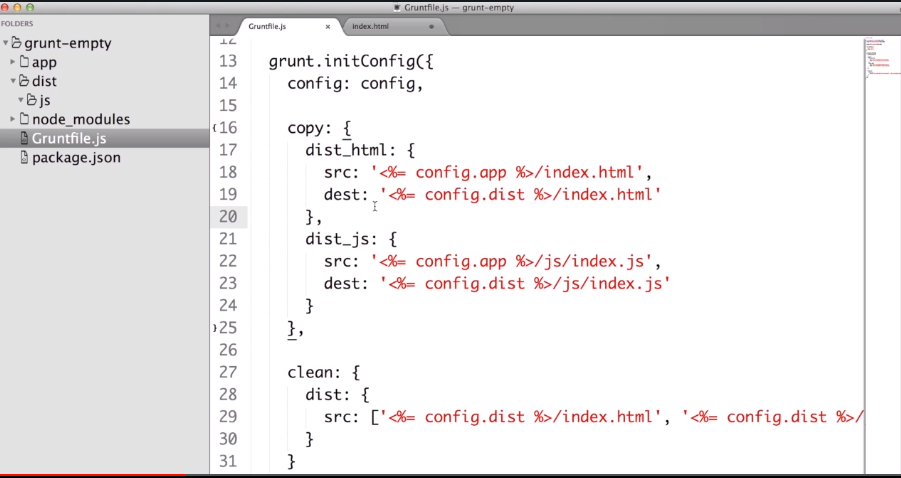 Gruntfile.js — grunt-empty
FOLDERS
grunt-empty
app
dist
js
node_modules
Gruntfile.js
package.json
Gruntfile.js × index.html
12
13 grunt.initConfig({
14 config: config,
15
16 copy: {
17 dist_html: {
18 src: '<%= config.app %>/index.html',
19 dest: '<%= config.dist %>/index.html'
20 },
21 dist_js: {
22 src: '<%= config.app %>/js/index.js',
23 dest: '<%= config.dist %>/js/index.js'
24 }
25 },
26
27 clean: {
28 dist: {
29 src: ['<%= config.dist %>/index.html', '<%= config.dist %>/
30 }
31 }